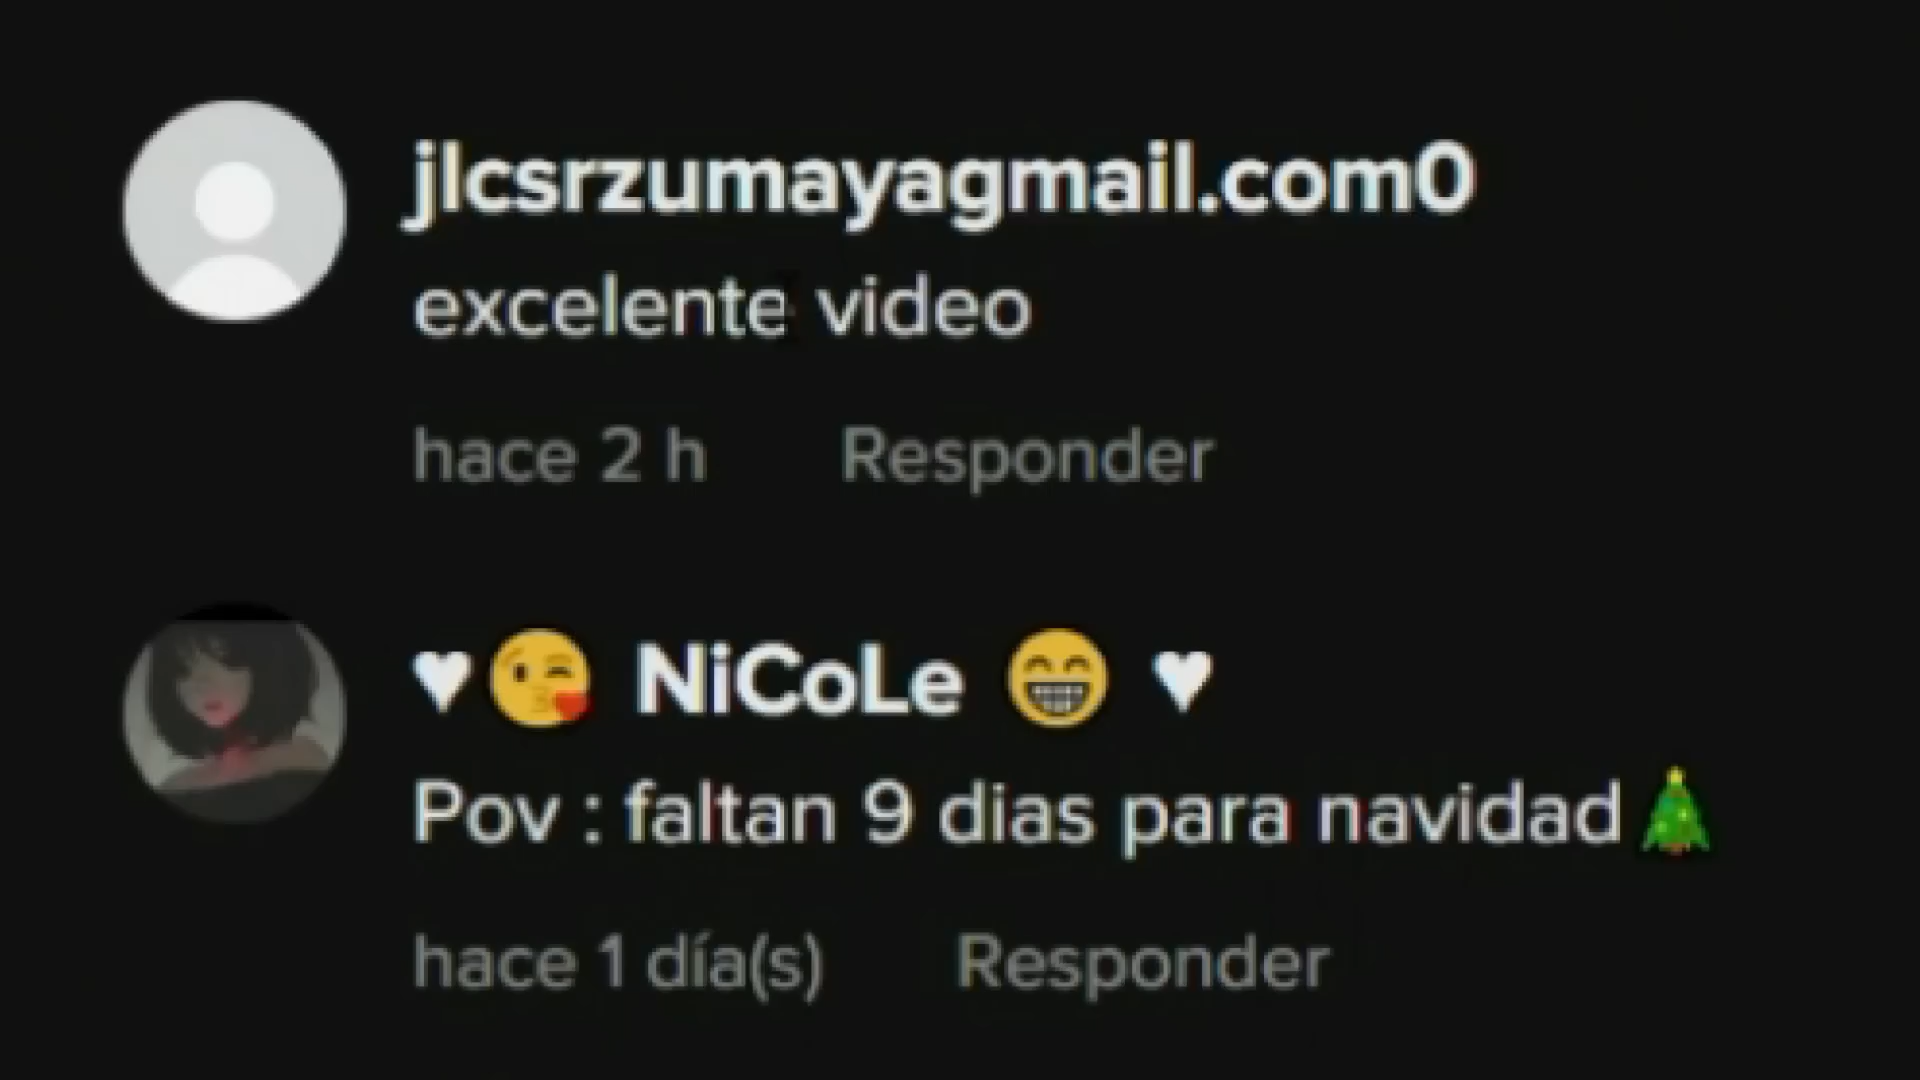 jlcsrzumayagmail.com0
excelente video
hace 2 h Responder
♥😘 NiCoLe 😁 ♥
Pov : faltan 9 dias para navidad🎄
hace 1 día(s) Responder